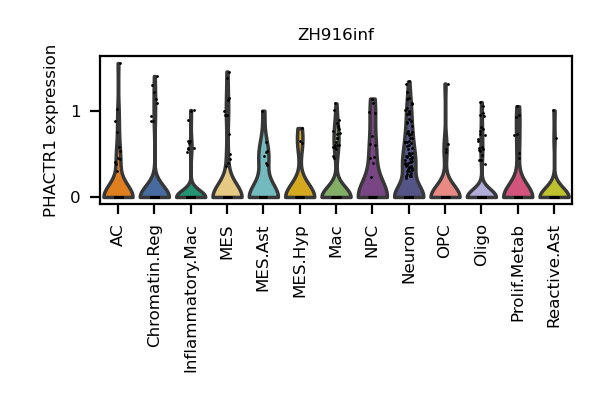 ZH916inf
PHACTR1 expression
1
0
AC
Chromatin.Reg
Inflammatory.Mac
MES
MES.Ast
MES.Hyp
Mac
NPC
Neuron
OPC
Oligo
Prolif.Metab
Reactive.Ast